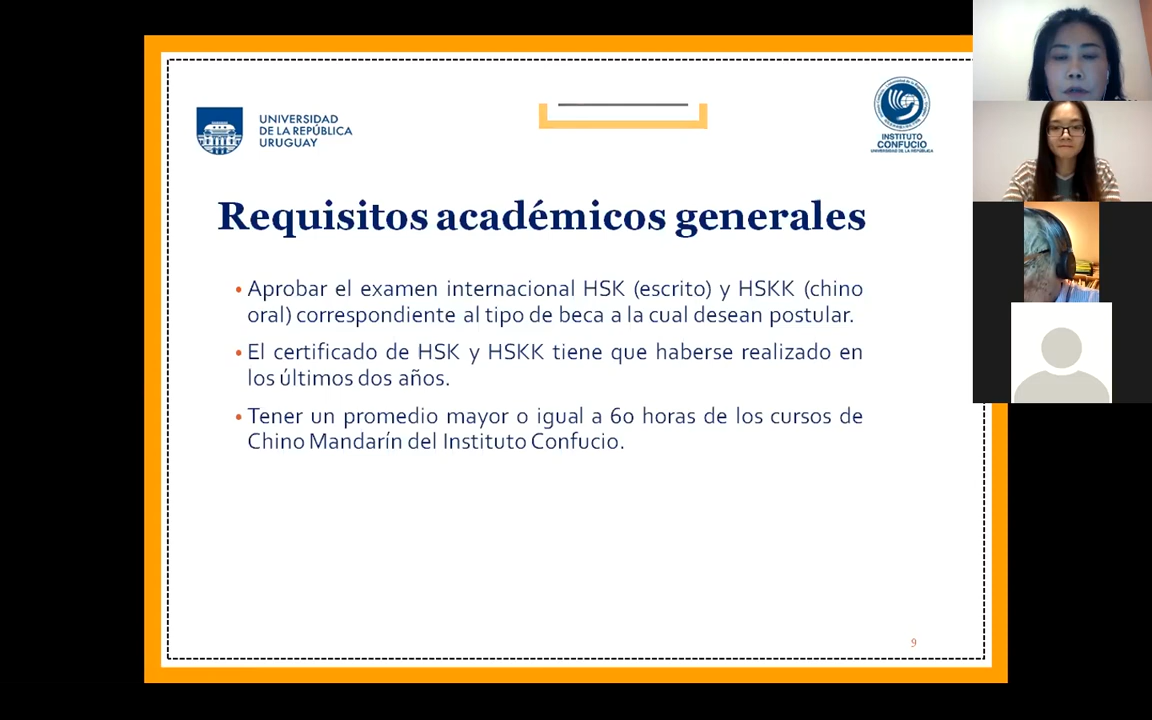 UNIVERSIDAD
DE LA REPÚBLICA
URUGUAY
INSTITUTO
CONFUCIO
UNIVERSIDAD DE LA REPÚBLICA
Requisitos académicos generales
• Aprobar el examen internacional HSK (escrito) y HSKK (chino
oral) correspondiente al tipo de beca a la cual desean postular.
• El certificado de HSK y HSKK tiene que haberse realizado en
los últimos dos años.
• Tener un promedio mayor o igual a 60 horas de los cursos de
Chino Mandarín del Instituto Confucio.
9